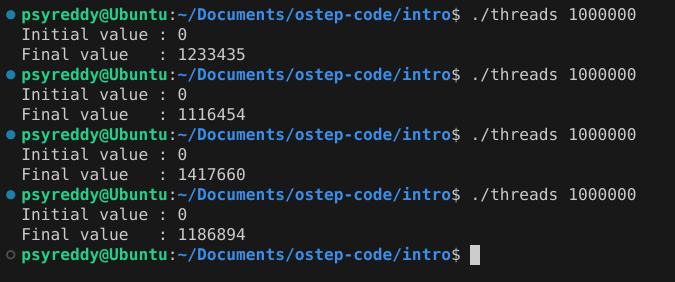 psyreddy@Ubuntu:~/Documents/ostep-code/intro$ ./threads 1000000
Initial value : 0
Final value   : 1233435
psyreddy@Ubuntu:~/Documents/ostep-code/intro$ ./threads 1000000
Initial value : 0
Final value   : 1116454
psyreddy@Ubuntu:~/Documents/ostep-code/intro$ ./threads 1000000
Initial value : 0
Final value   : 1417660
psyreddy@Ubuntu:~/Documents/ostep-code/intro$ ./threads 1000000
Initial value : 0
Final value   : 1186894
psyreddy@Ubuntu:~/Documents/ostep-code/intro$